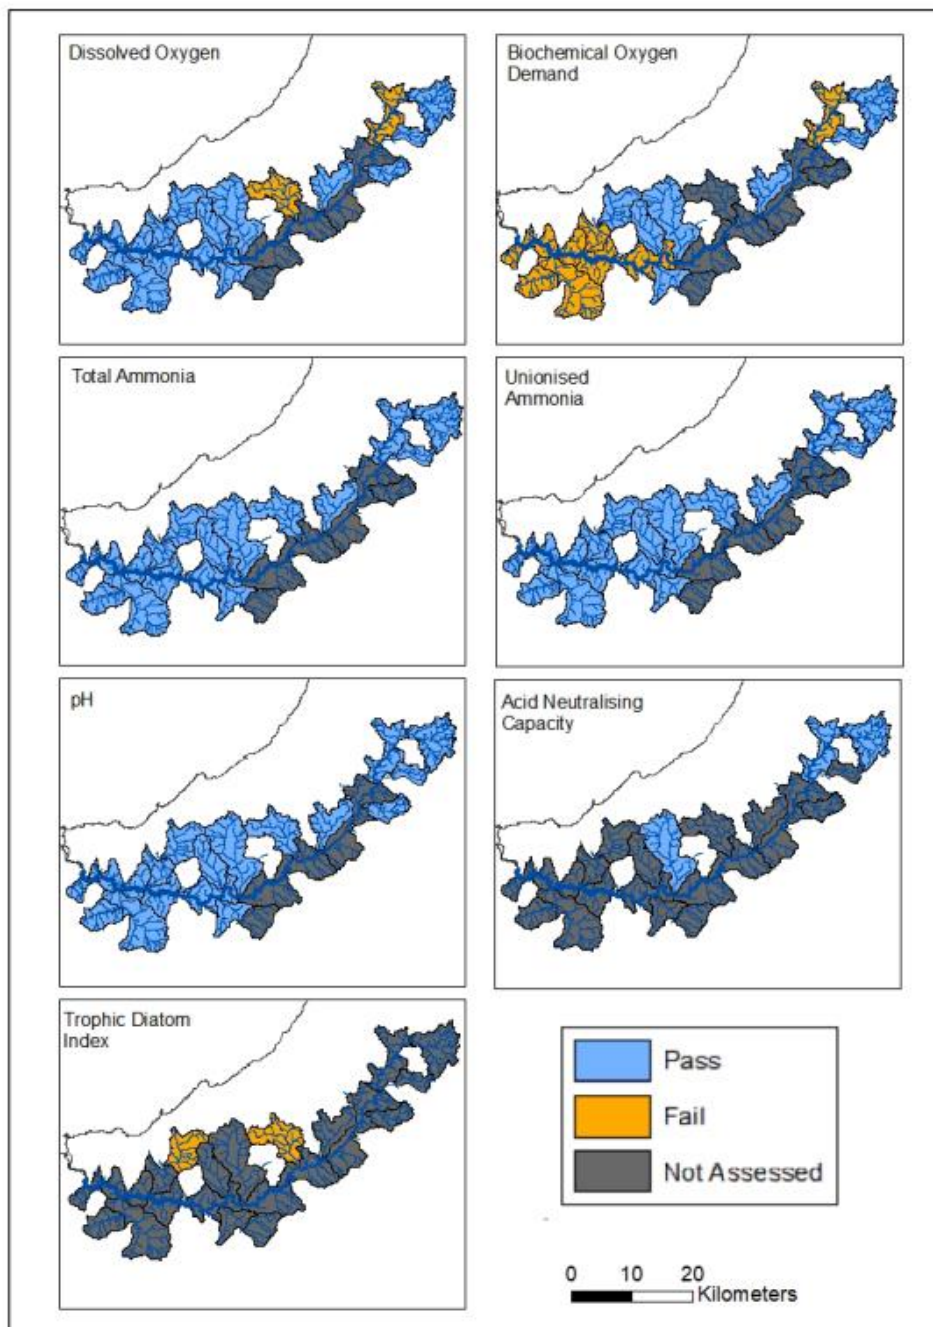 Dissolved Oxygen
Biochemical Oxygen
Demand
Total Ammonia
Unionised
Ammonia
pH
Acid Neutralising
Capacity
Trophic Diatom
Index
Pass
Fail
Not Assessed
0 10 20
Kilometers